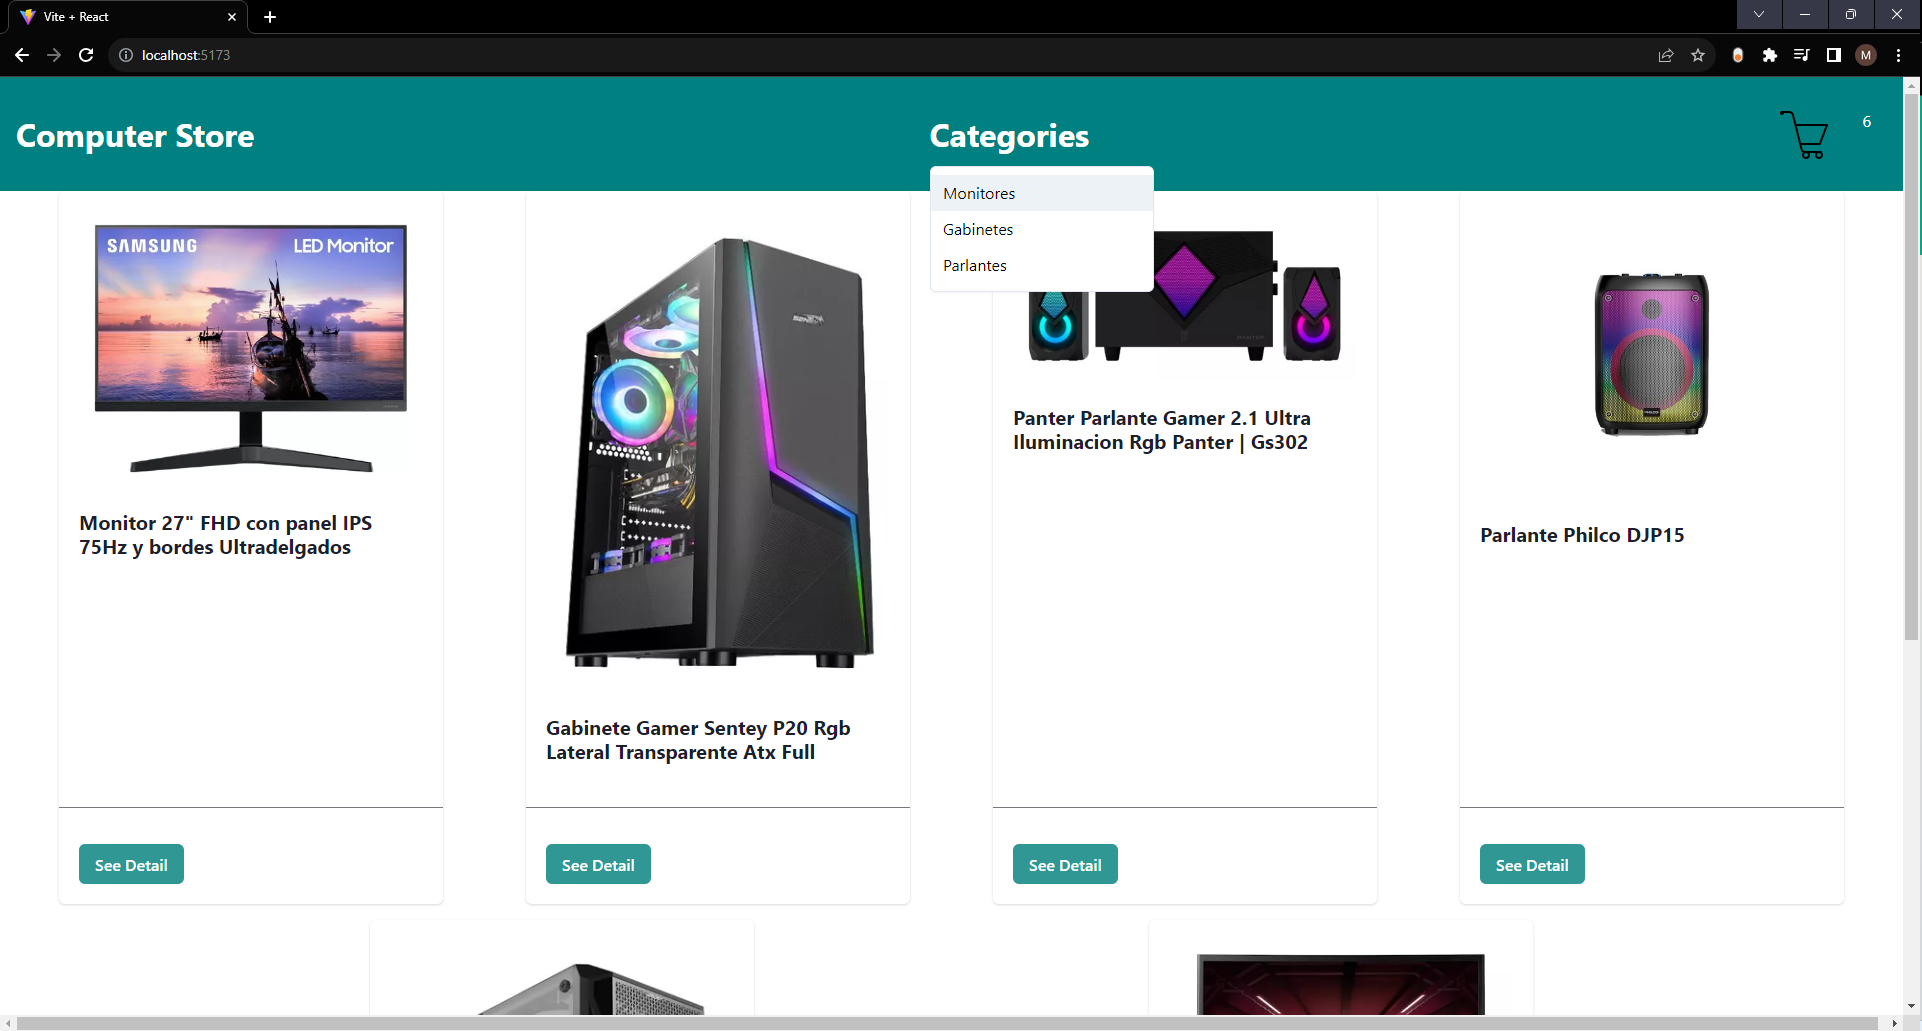 Vite + React
localhost:5173
M
Computer Store
Categories
6
Monitores
Gabinetes
Parlantes
SAMSUNG
LED Monitor
Monitor 27" FHD con panel IPS
75Hz y bordes Ultradelgados
Gabinete Gamer Sentey P20 Rgb
Lateral Transparente Atx Full
Panter Parlante Gamer 2.1 Ultra
Iluminacion Rgb Panter | Gs302
Parlante Philco DJP15
See Detail
See Detail
See Detail
See Detail